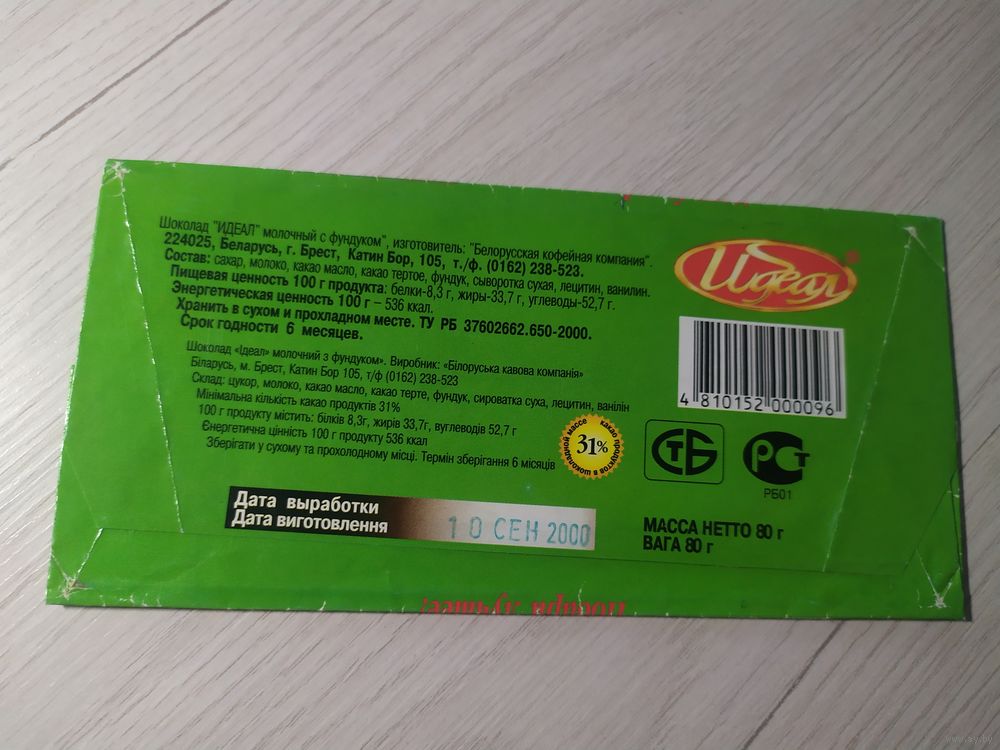 Шоколад "ИДЕАЛ" молочный с фундуком", изготовитель: "Белорусская кофейная компания".
224025, Беларусь, г. Брест, Катин Бор, 105, т./ф. (0162) 238-523.
Состав: сахар, молоко, какао масло, какао тертое, фундук, сыворотка сухая, лецитин, ванилин.
Пищевая ценность 100 г продукта: белки-8,3 г, жиры-33,7 г, углеводы-52,7 г.
Энергетическая ценность 100 г – 536 ккал.
Хранить в сухом и прохладном месте. ТУ РБ 37602662.650-2000.
Срок годности 6 месяцев.
Шоколад «Ідеал» молочний з фундуком». Виробник: «Білоруська кавова компанія»
Біларусь, м. Брест, Катин Бор 105, т/ф (0162) 238-523
Склад: цукор, молоко, какао масло, какао терте, фундук, сироватка суха, лецитин, ванілін
Мінімальна кількість какао продуктів 31%
100 г продукту містить: білків 8,3г, жирів 33,7г, вуглеводів 52,7 г
Єнергетична цінність 100 г продукту 536 ккал
Зберігати у сухому та прохолодному місці. Термін зберігання 6 місяців
Идеал
4 810152 000096
какао продуктов в шоколадной массе
31%
СТБ
РСТ
РБ01
Дата выработки
Дата виготовлення
10 СЕН 2000
МАССА НЕТТО 80 г
ВАГА 80 г